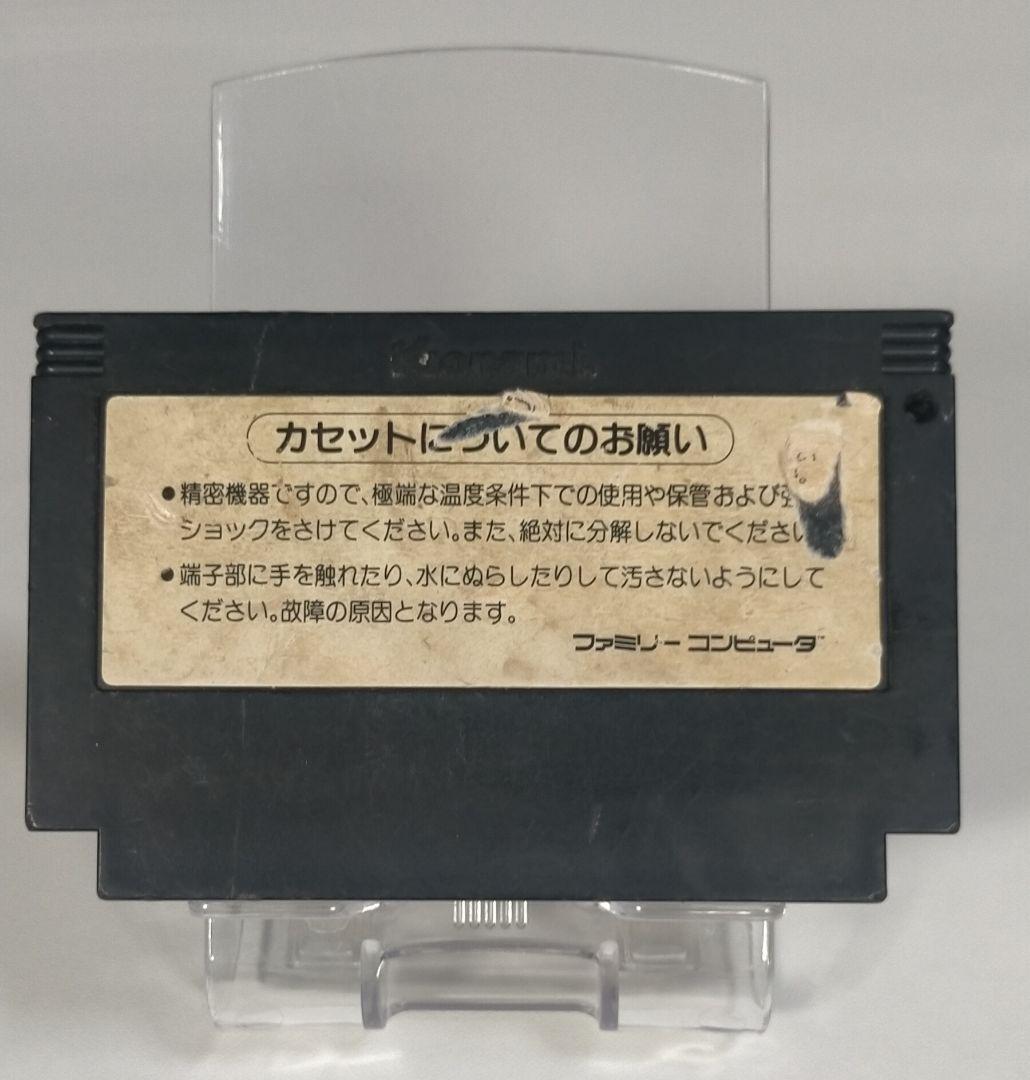 Konami
カセットについてのお願い
●精密機器ですので、極端な温度条件下での使用や保管および
ショックをさけてください。また、絶対に分解しないでください
●端子部に手を触れたり、水にぬらしたりして汚さないようにして
ください。故障の原因となります。
ファミリーコンピュータ™